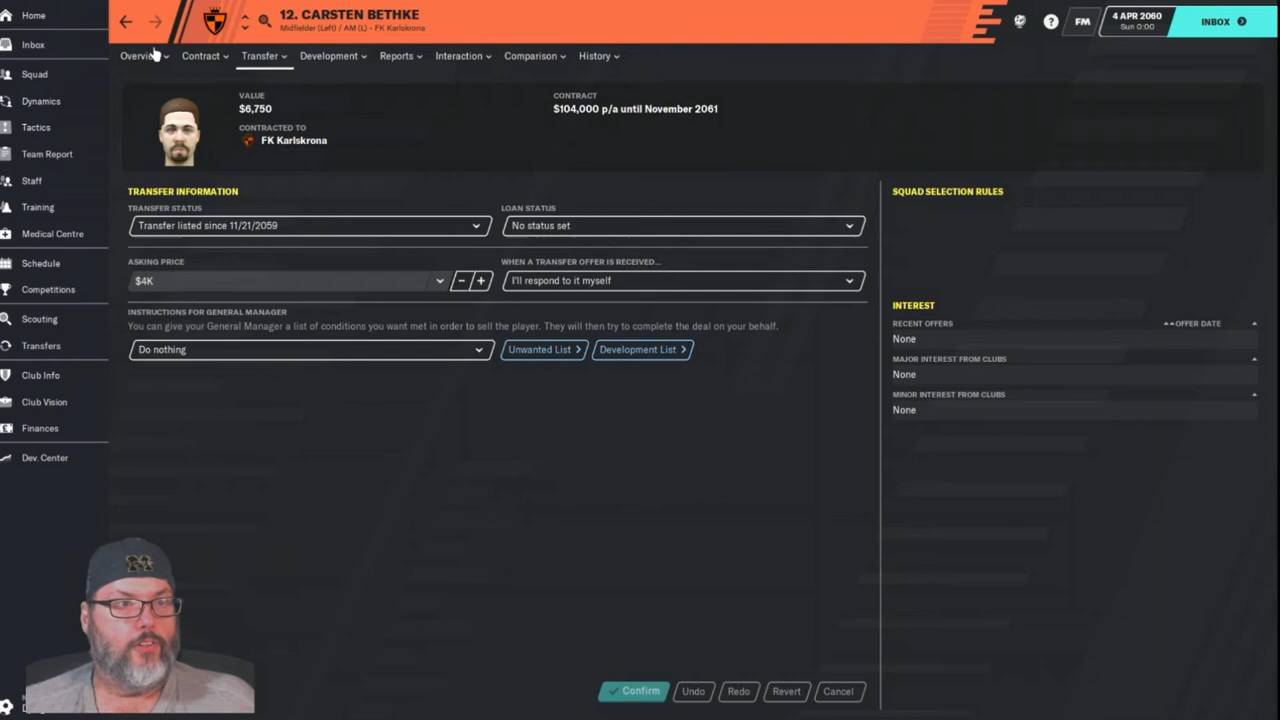 Home
Inbox
Squad
Dynamics
Tactics
Team Report
Staff
Training
Medical Centre
Schedule
Competitions
Scouting
Transfers
Club Info
Club Vision
Finances
Dev. Center
12. CARSTEN BETHKE
Midfielder (Left) / AM (L) - FK Karlskrona
FM
4 APR 2060
Sun 0:00
INBOX
Contract
Transfer
Development
Reports
Interaction
Comparison
History
VALUE
$6,750
CONTRACTED TO
FK Karlskrona
CONTRACT
$104,000 p/a until November 2061
TRANSFER INFORMATION
TRANSFER STATUS
Transfer listed since 11/21/2059
LOAN STATUS
No status set
ASKING PRICE
$4K
- +
WHEN A TRANSFER OFFER IS RECEIVED...
I'll respond to it myself
INSTRUCTIONS FOR GENERAL MANAGER
You can give your General Manager a list of conditions you want met in order to sell the player. They will then try to complete the deal on your behalf.
Do nothing
Unwanted List
Development List
SQUAD SELECTION RULES
INTEREST
RECENT OFFERS
OFFER DATE
None
MAJOR INTEREST FROM CLUBS
None
MINOR INTEREST FROM CLUBS
None
Confirm
Undo
Redo
Revert
Cancel